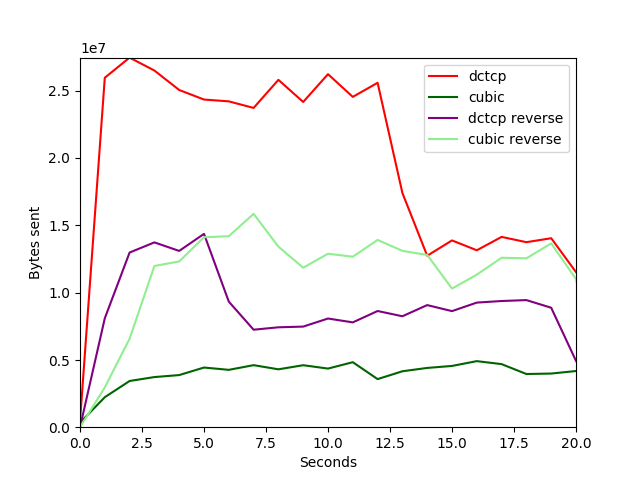 1e7
2.5
2.0
1.5
1.0
0.5
0.0
Bytes sent
dctcp
cubic
dctcp reverse
cubic reverse
0.0 2.5 5.0 7.5 10.0 12.5 15.0 17.5 20.0
Seconds